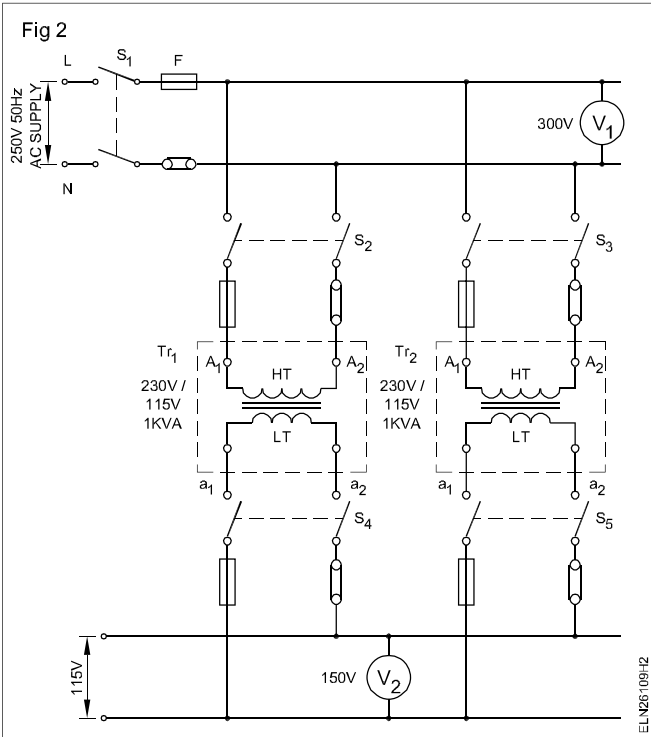 Fig 2
L
S1
F
250V 50Hz
AC SUPPLY
N
300V
V1
S2
S3
Tr1
230V /
115V
1KVA
A1
HT
A2
LT
Tr2
230V /
115V
1KVA
A1
HT
A2
LT
a1
a2
S4
a1
a2
S5
115V
150V
V2
ELN26109H2